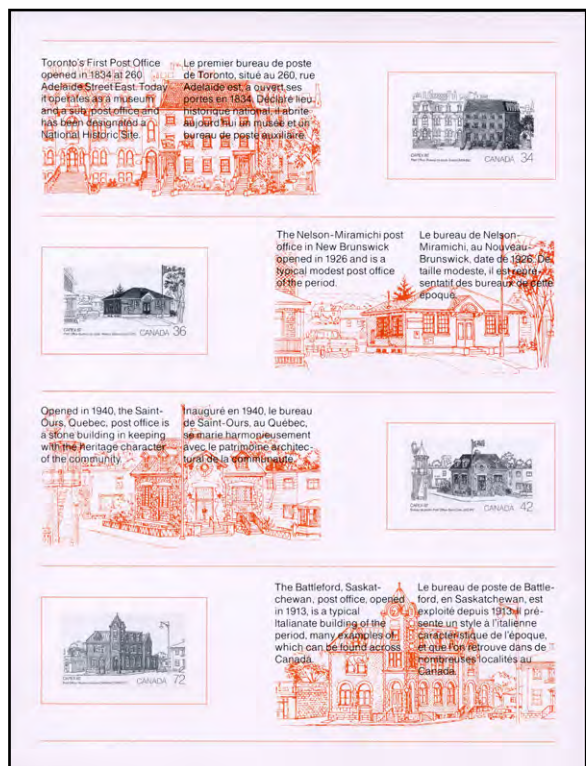 Toronto's First Post Office
opened in 1834 at 260
Adelaide Street East. Today
it operates as a museum
and a sub post office and
has been designated a
National Historic Site.
Le premier bureau de poste
de Toronto, situé au 260, rue
Adelaide est, a ouvert ses
portes en 1834. Déclaré lieu
historique national, il abrite
aujourd'hui un musée et un
bureau de poste auxiliaire.
CAPEX 87
CANADA 34
The Nelson-Miramichi post
office in New Brunswick
opened in 1926 and is a
typical modest post office
of the period.
Le bureau de Nelson-
Miramichi, au Nouveau-
Brunswick, date de 1926. De
taille modeste, il est repré-
sentatif des bureaux de cette
époque.
CAPEX 87
CANADA 36
Opened in 1940, the Saint-
Ours, Quebec, post office is
a stone building in keeping
with the heritage character
of the community.
Inauguré en 1940, le bureau
de Saint-Ours, au Québec,
se marie harmonieusement
avec le patrimoine architec-
tural de la communauté.
CAPEX 87
CANADA 42
The Battleford, Saskat-
chewan, post office, opened
in 1913, is a typical
Italianate building of the
period, many examples of
which can be found across
Canada.
Le bureau de poste de Battle-
ford, en Saskatchewan, est
exploité depuis 1913. Il pré-
sente un style à l'italienne
caractéristique de l'époque,
et que l'on retrouve dans de
nombreuses localités au
Canada.
CAPEX 87
CANADA 72